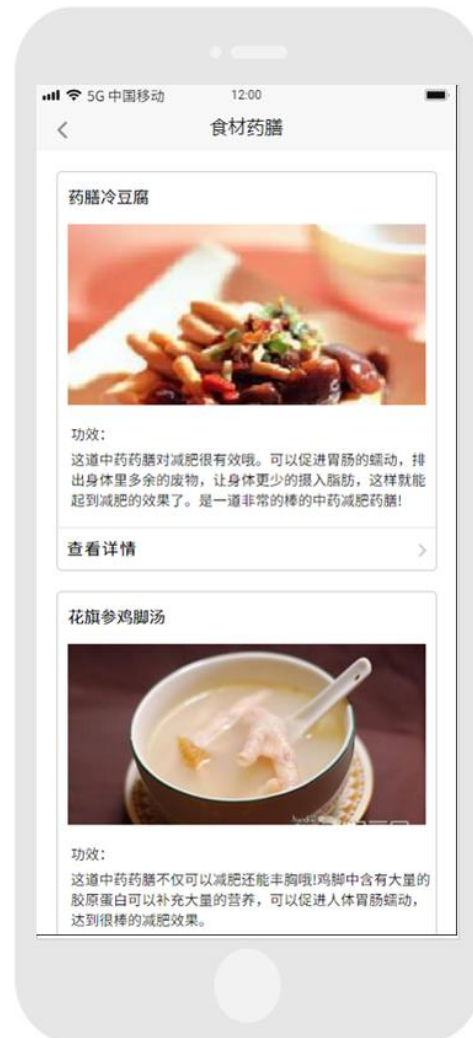 5G 中国移动
12:00
食材药膳
药膳冷豆腐
功效：
这道中药药膳对减肥很有效哦。可以促进胃肠的蠕动，排
出身体里多余的废物，让身体更少的摄入脂肪，这样就能
起到减肥的效果了。是一道非常的棒的中药减肥药膳!
查看详情
花旗参鸡脚汤
功效：
这道中药药膳不仅可以减肥还能丰胸哦!鸡脚中含有大量的
胶原蛋白可以补充大量的营养，可以促进人体胃肠蠕动，
达到很棒的减肥效果。